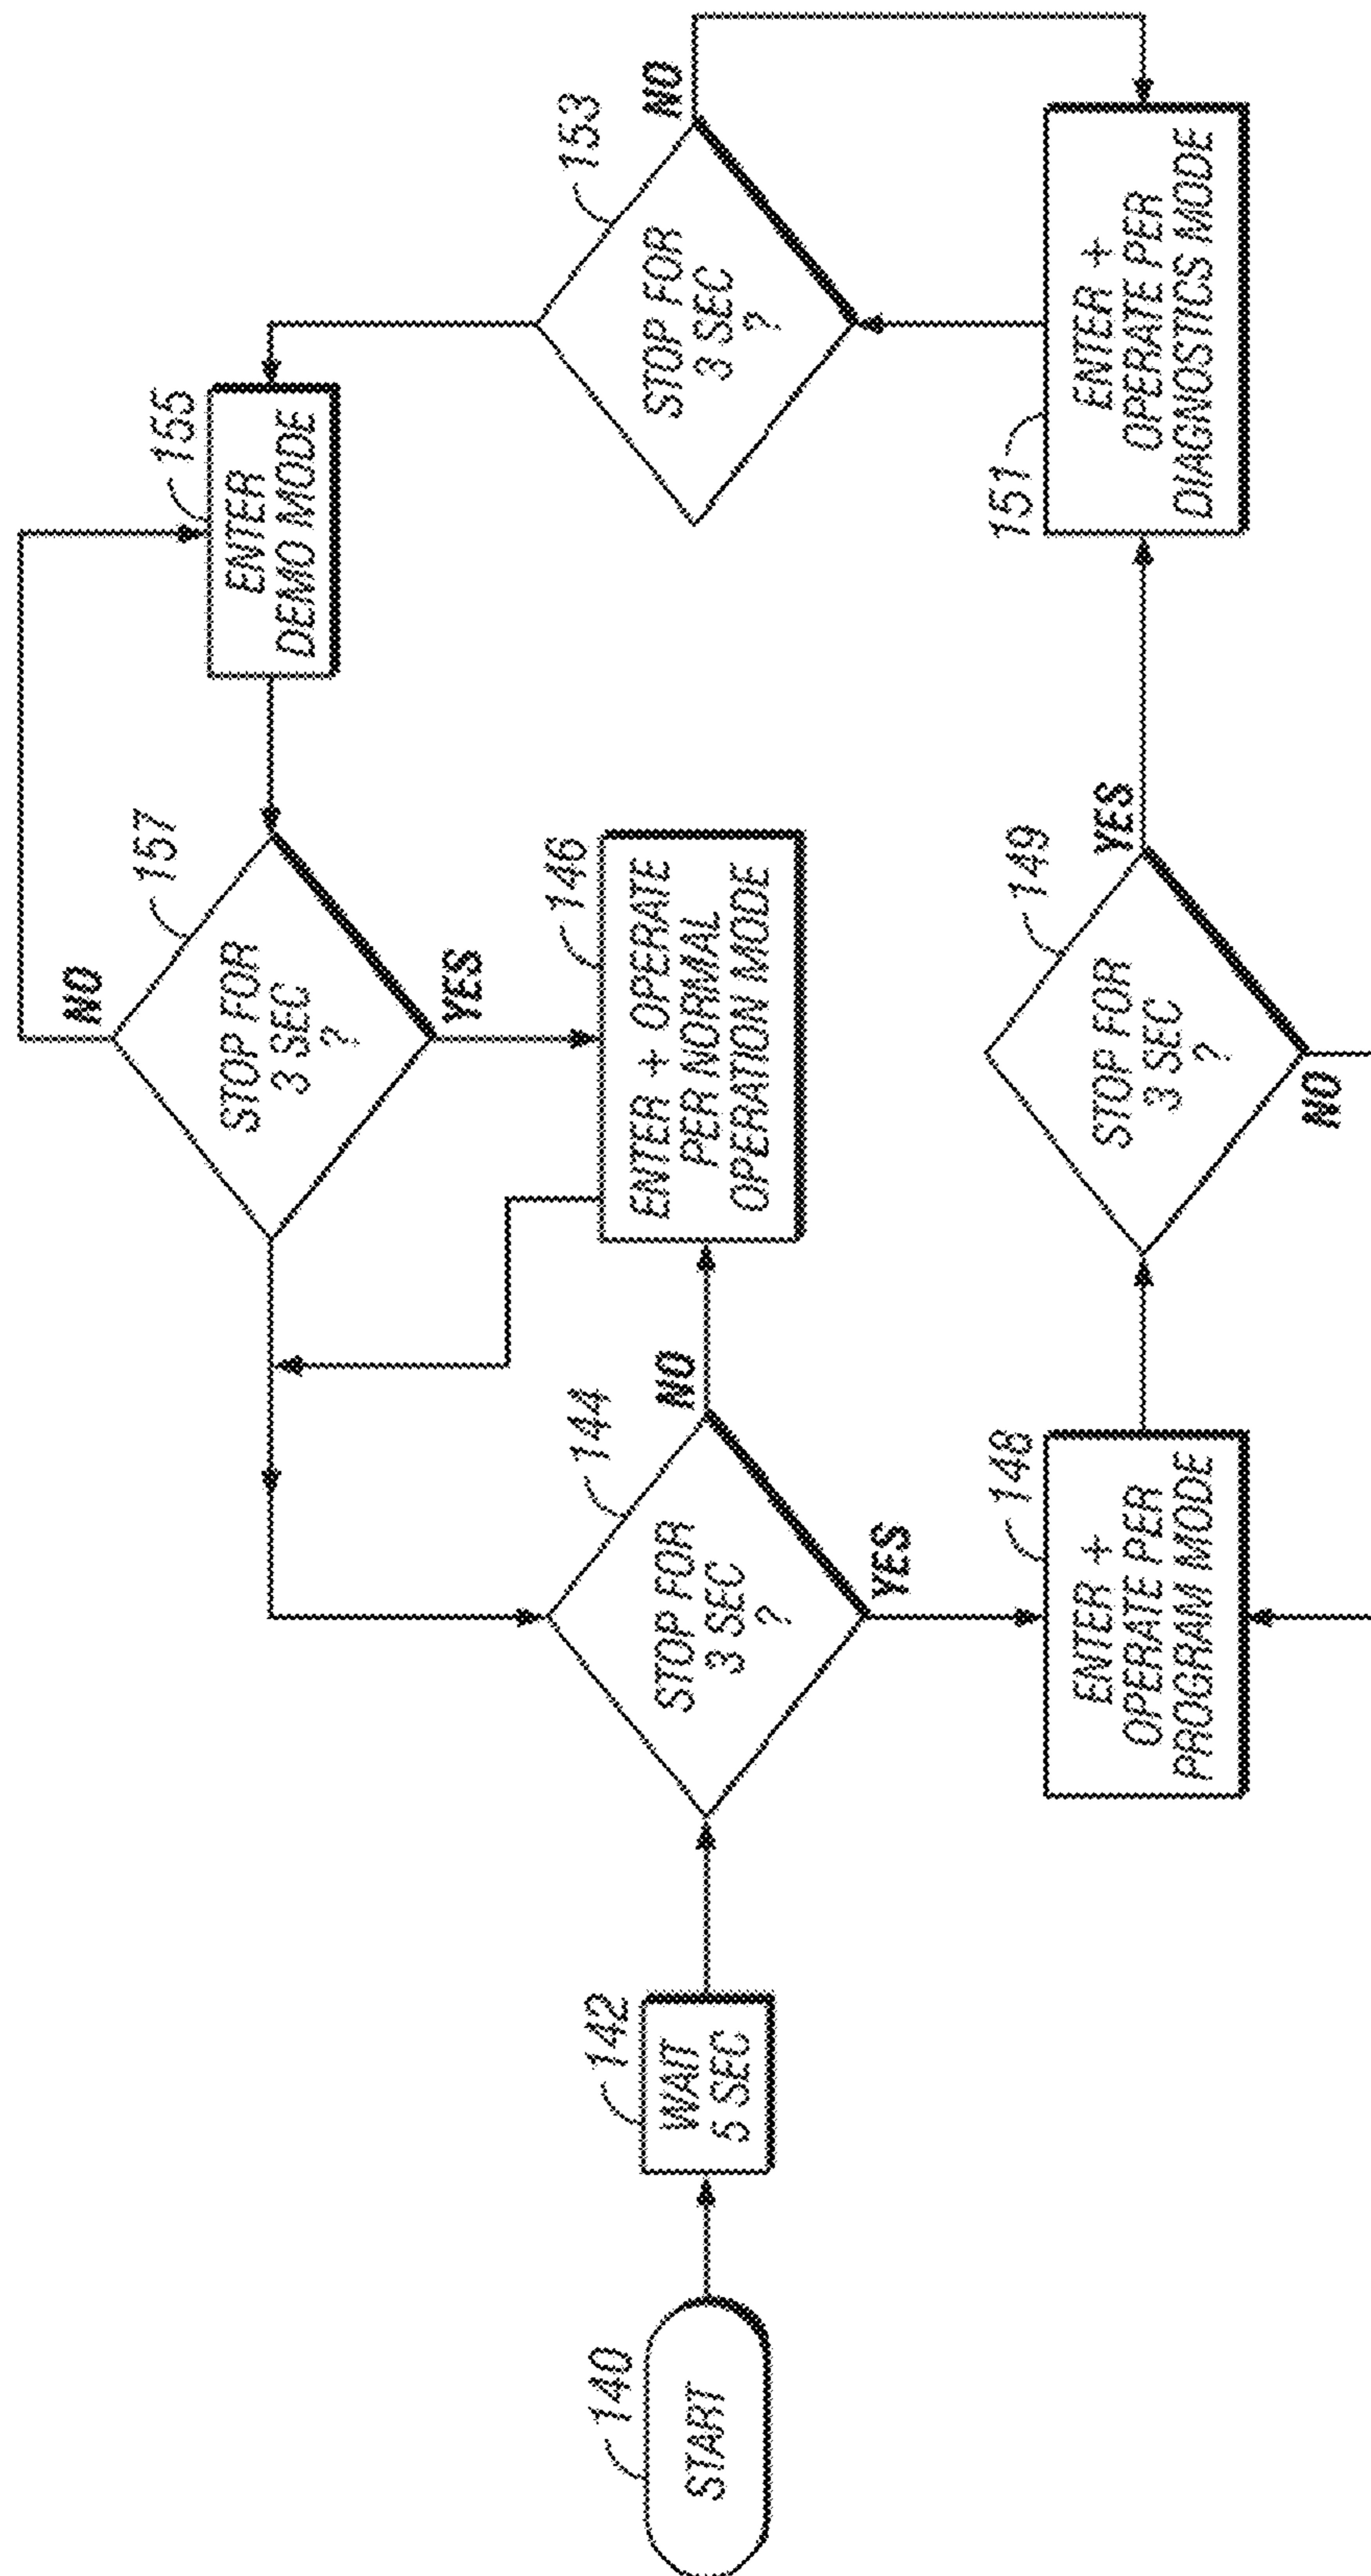 140
START
142
WAIT
5 SEC
144
STOP FOR
3 SEC
?
NO
YES
146
ENTER + OPERATE
PER NORMAL
OPERATION MODE
148
ENTER +
OPERATE PER
PROGRAM MODE
149
STOP FOR
3 SEC
?
YES
NO
151
ENTER +
OPERATE PER
DIAGNOSTICS MODE
153
STOP FOR
3 SEC
?
NO
155
ENTER
DEMO MODE
157
STOP FOR
3 SEC
?
NO
YES